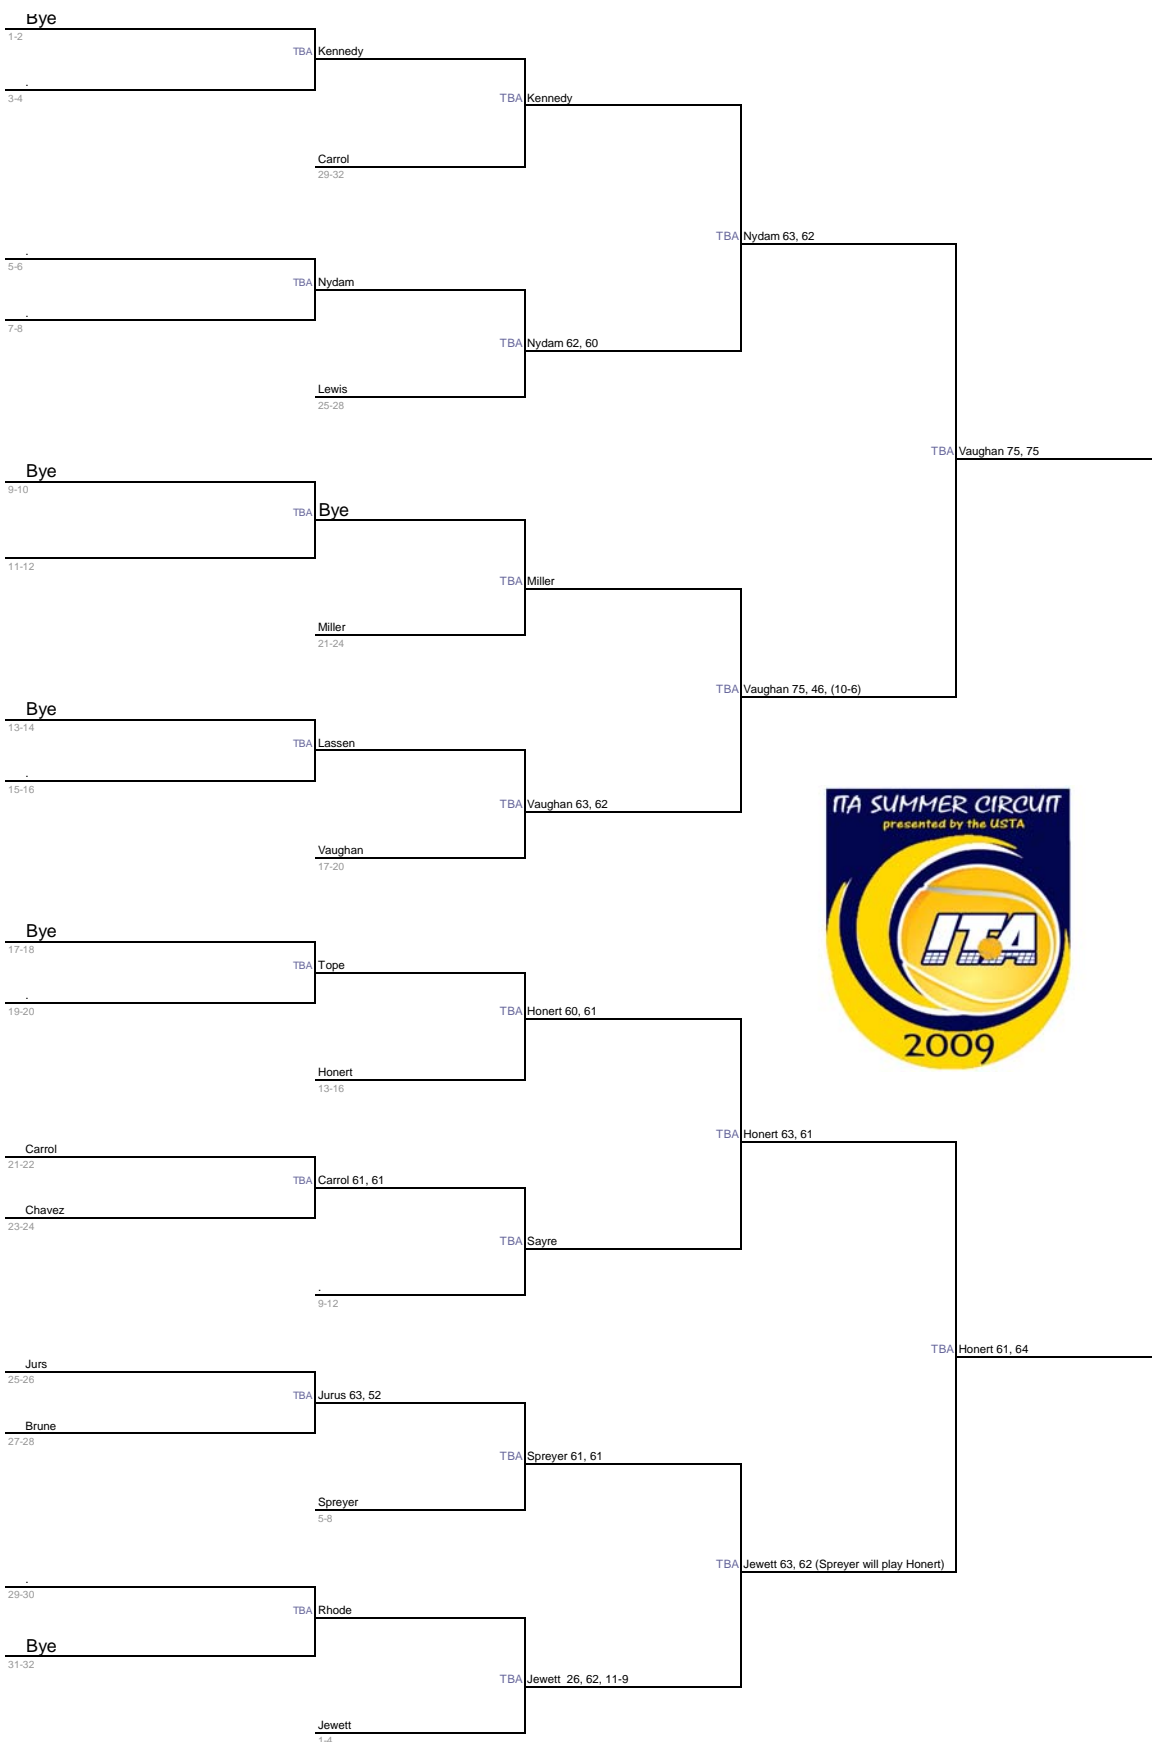 Bye
1-2
TBA Kennedy
.
3-4
TBA Kennedy
Carrol
29-32
TBA Nydam 63, 62
.
5-6
TBA Nydam
.
7-8
TBA Nydam 62, 60
Lewis
25-28
TBA Vaughan 75, 75
Bye
9-10
TBA Bye
11-12
TBA Miller
Miller
21-24
TBA Vaughan 75, 46, (10-6)
Bye
13-14
TBA Lassen
.
15-16
TBA Vaughan 63, 62
Vaughan
17-20
ITA SUMMER CIRCUIT
presented by the USTA
ITA
2009
Bye
17-18
TBA Tope
.
19-20
TBA Honert 60, 61
Honert
13-16
TBA Honert 63, 61
Carrol
21-22
TBA Carrol 61, 61
Chavez
23-24
TBA Sayre
.
9-12
TBA Honert 61, 64
Jurs
25-26
TBA Jurus 63, 52
Brune
27-28
TBA Spreyer 61, 61
Spreyer
5-8
TBA Jewett 63, 62 (Spreyer will play Honert)
.
29-30
TBA Rhode
Bye
31-32
TBA Jewett 26, 62, 11-9
Jewett
1-4